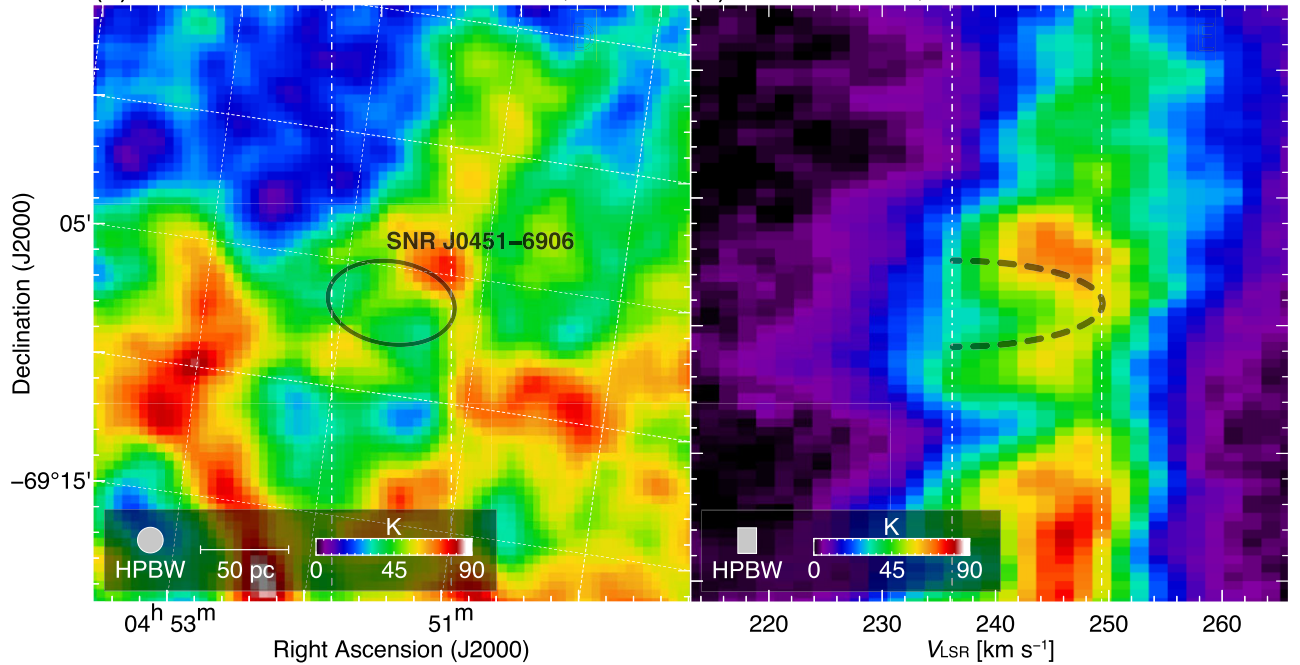 SNR J0451–6906
05'
−69°15'
Declination (J2000)
K
HPBW
50 pc
0 45 90
04ʰ 53ᵐ 51ᵐ
Right Ascension (J2000)
K
HPBW
0 45 90
220 230 240 250 260
VLSR [km s⁻¹]